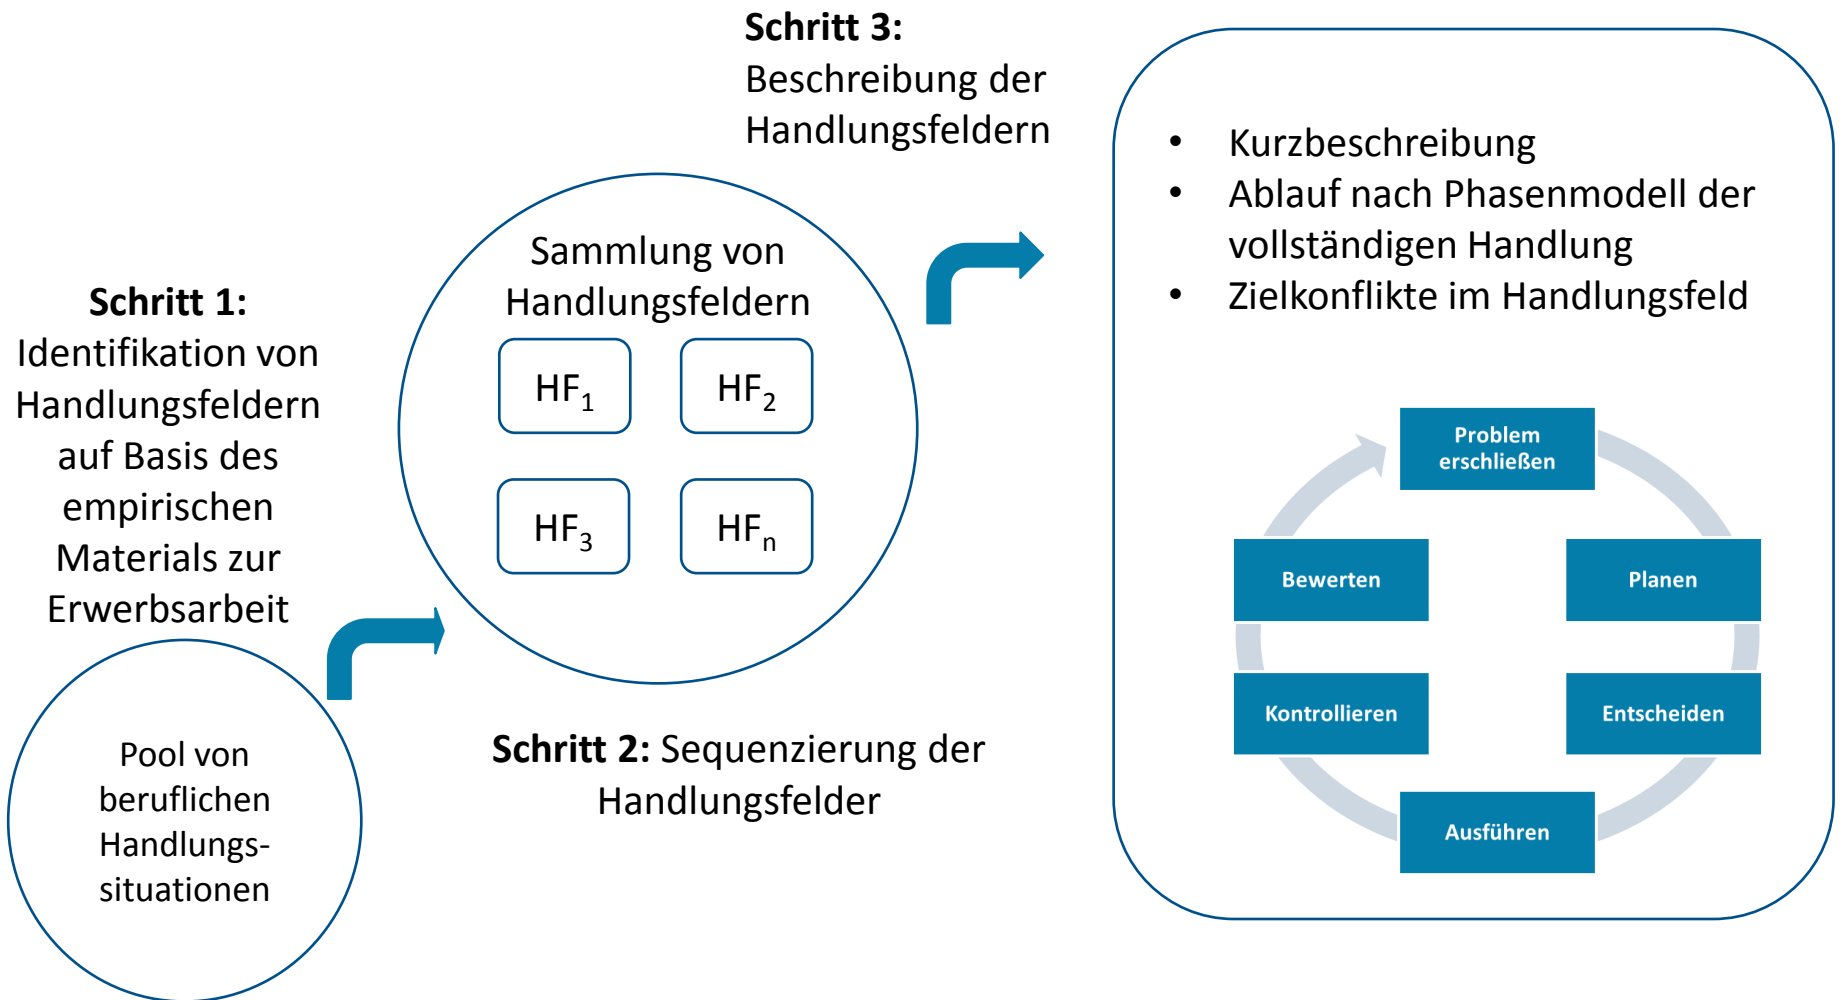 Schritt 1:
Identifikation von
Handlungsfeldern
auf Basis des
empirischen
Materials zur
Erwerbsarbeit
Pool von
beruflichen
Handlungs-
situationen
Sammlung von
Handlungsfeldern
HF1
HF2
HF3
HFn
Schritt 2: Sequenzierung der
Handlungsfelder
Schritt 3:
Beschreibung der
Handlungsfeldern
• Kurzbeschreibung
• Ablauf nach Phasenmodell der
vollständigen Handlung
• Zielkonflikte im Handlungsfeld
Problem
erschließen
Planen
Entscheiden
Ausführen
Kontrollieren
Bewerten